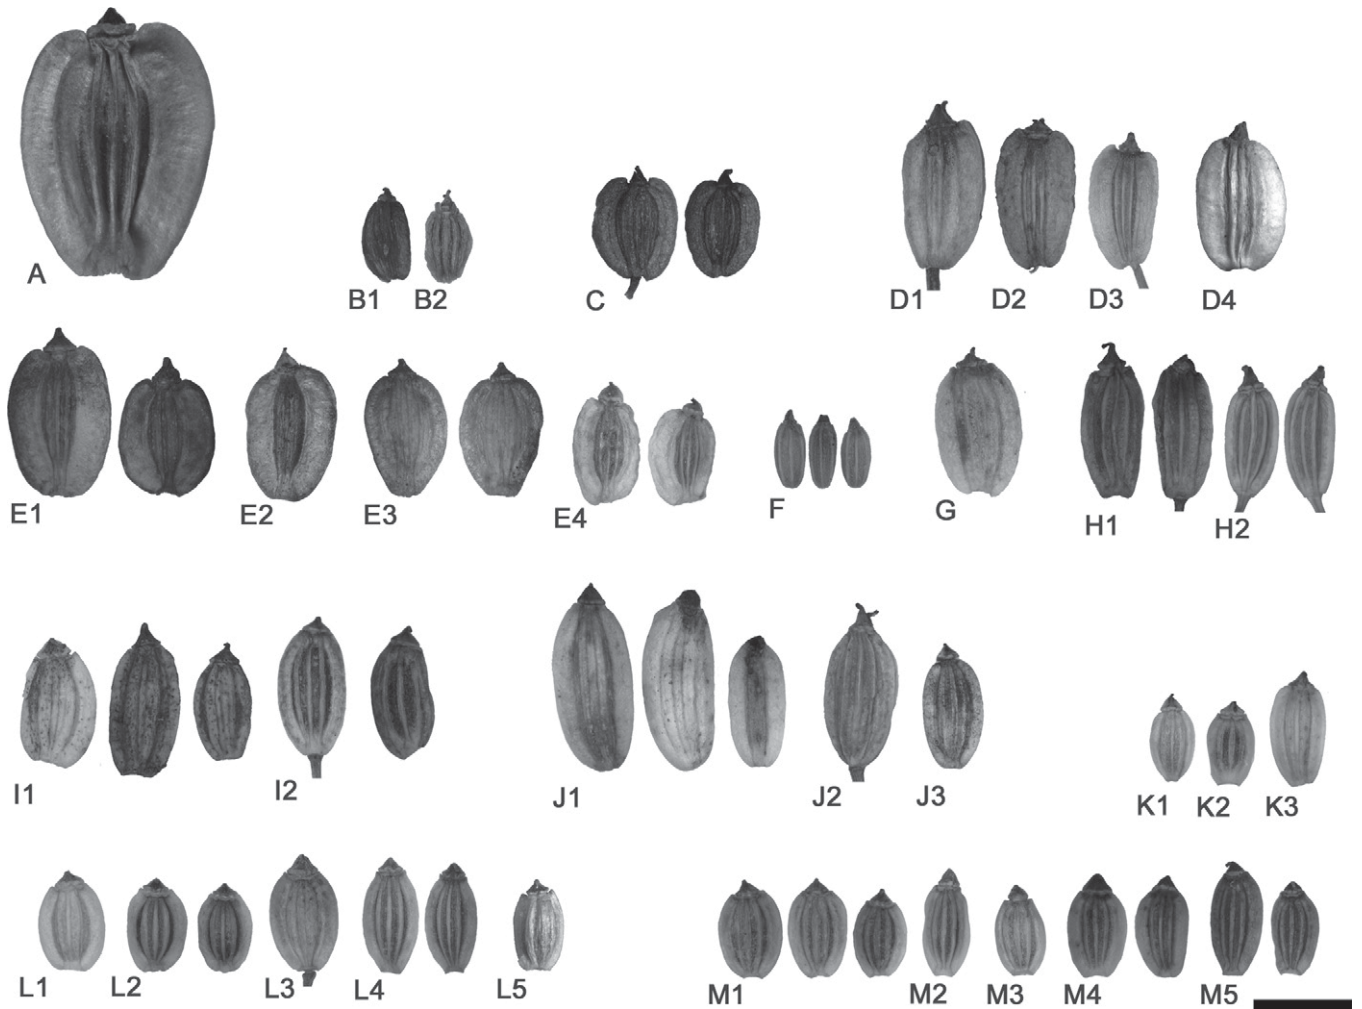 A
B1 B2
C
D1 D2 D3 D4
E1 E2 E3 E4
F
G
H1 H2
I1 I2
J1 J2 J3
K1 K2 K3
L1 L2 L3 L4 L5
M1 M2 M3 M4 M5